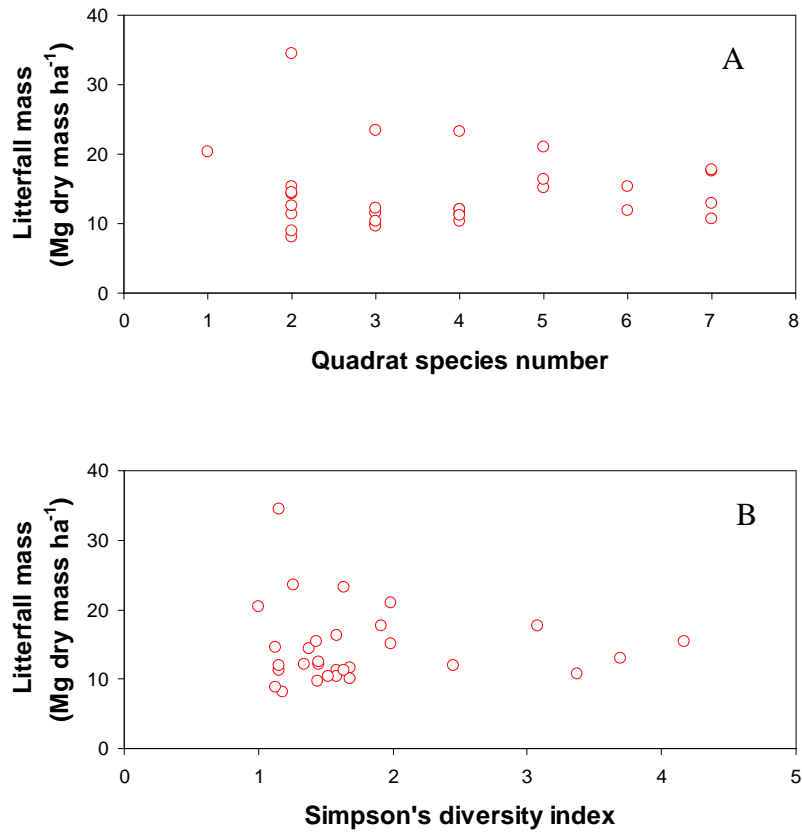 A
Litterfall mass
(Mg dry mass ha⁻¹)
40
30
20
10
0
0 1 2 3 4 5 6 7 8
Quadrat species number
B
Litterfall mass
(Mg dry mass ha⁻¹)
40
30
20
10
0
0 1 2 3 4 5
Simpson's diversity index